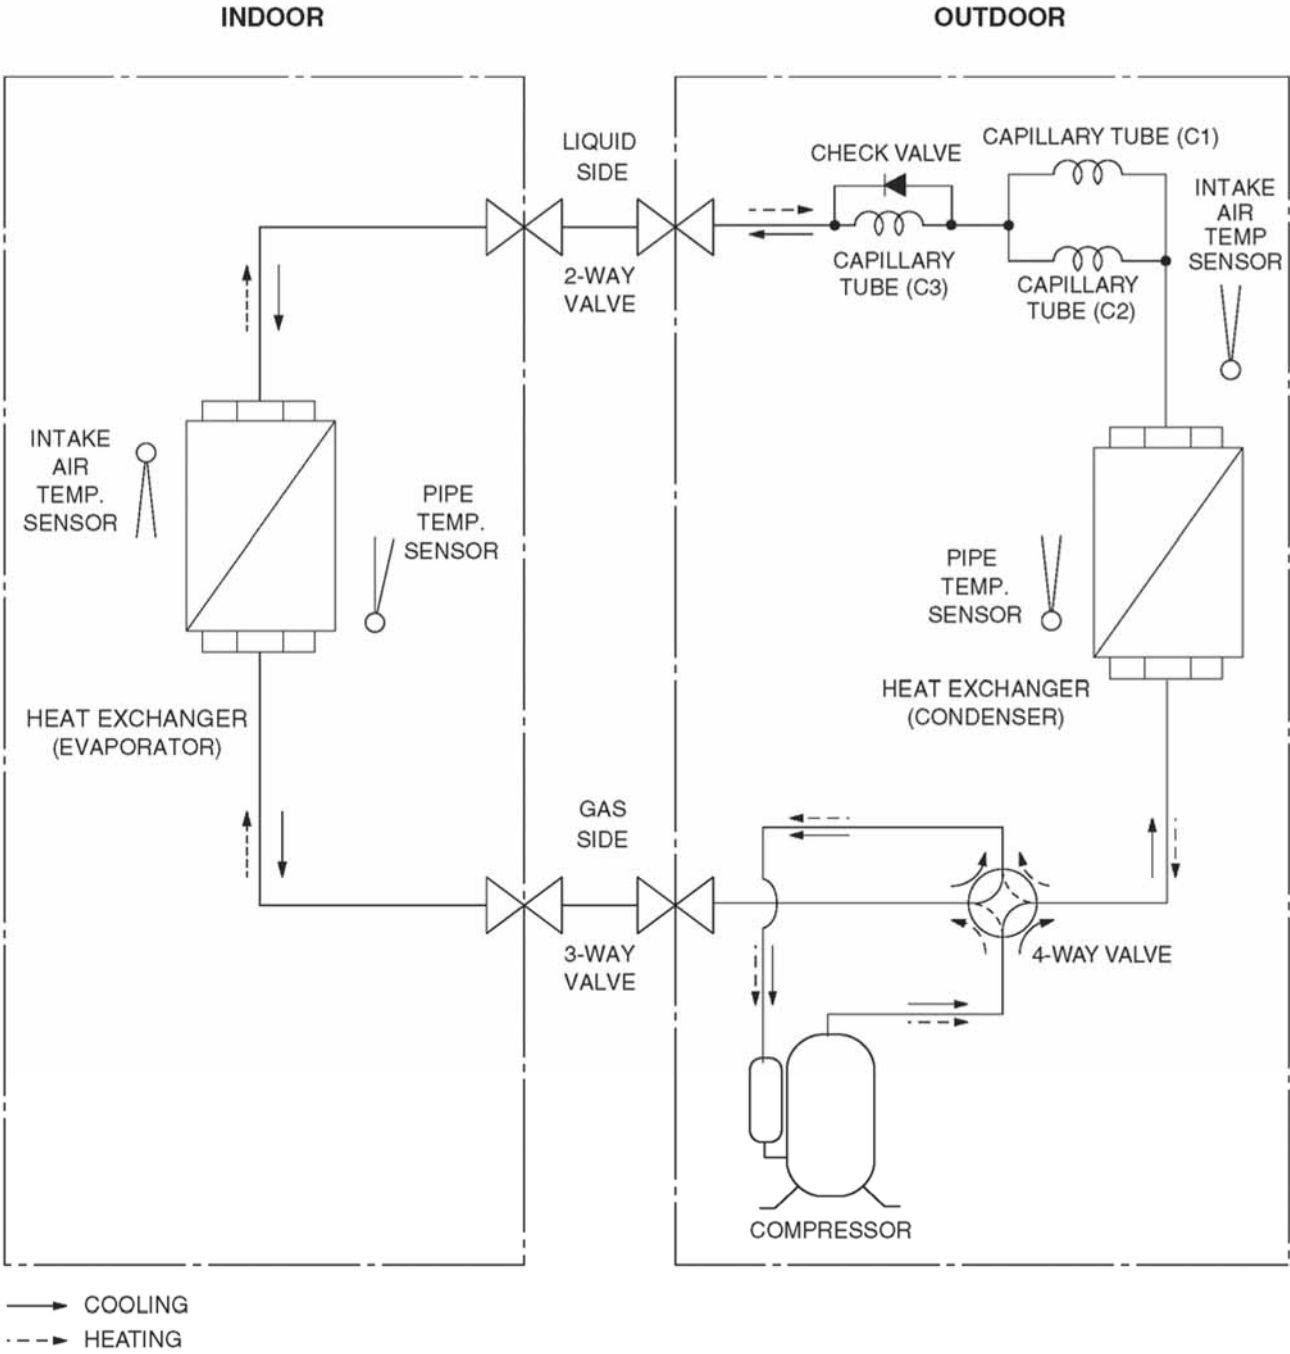 INDOOR
OUTDOOR
LIQUID
SIDE
2-WAY
VALVE
CHECK VALVE
CAPILLARY TUBE (C1)
CAPILLARY
TUBE (C3)
CAPILLARY
TUBE (C2)
INTAKE
AIR
TEMP
SENSOR
INTAKE
AIR
TEMP.
SENSOR
PIPE
TEMP.
SENSOR
PIPE
TEMP.
SENSOR
HEAT EXCHANGER
(EVAPORATOR)
HEAT EXCHANGER
(CONDENSER)
GAS
SIDE
3-WAY
VALVE
4-WAY VALVE
COMPRESSOR
COOLING
HEATING